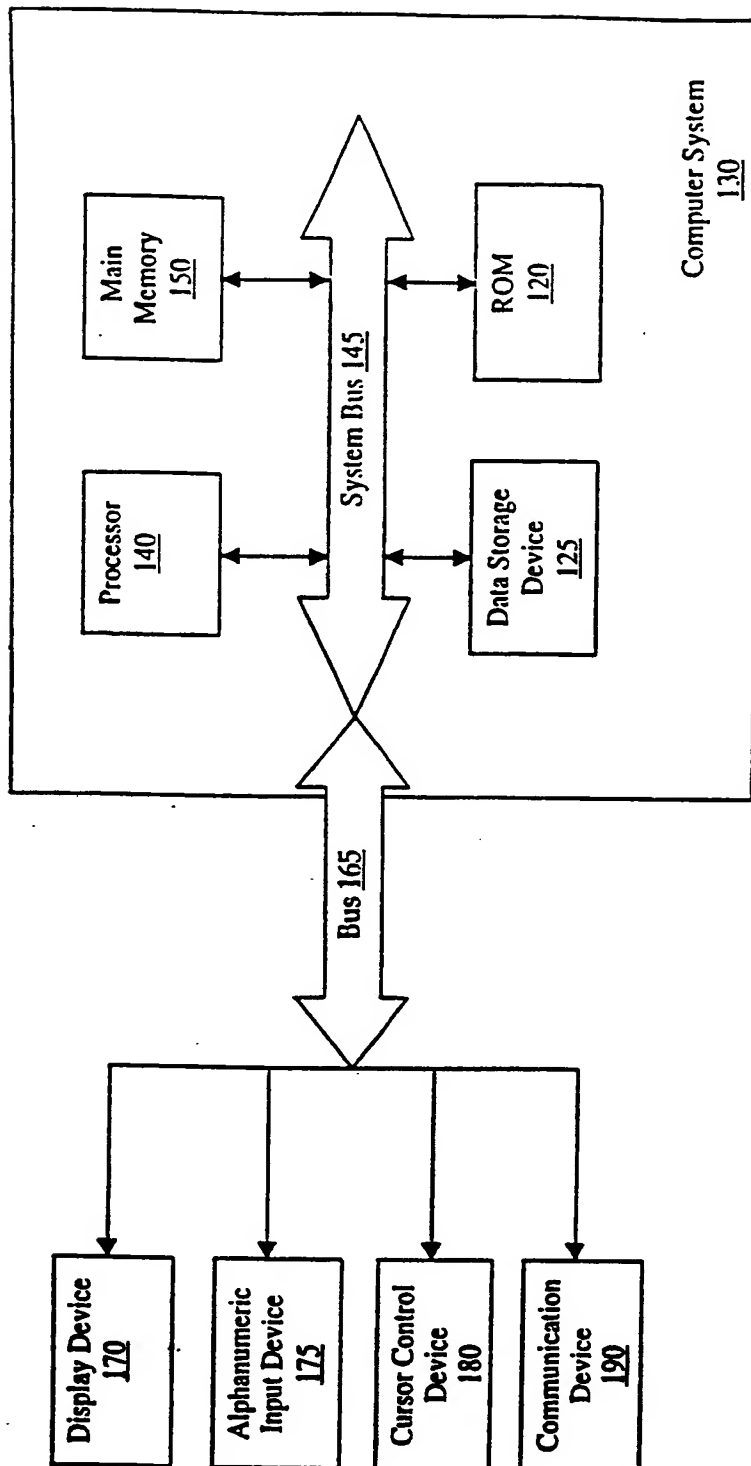 Display Device
170
Alphanumeric
Input Device
175
Cursor Control
Device
180
Communication
Device
190
Bus 165
Processor
140
Main
Memory
150
System Bus 145
Data Storage
Device
125
ROM
120
Computer System
130